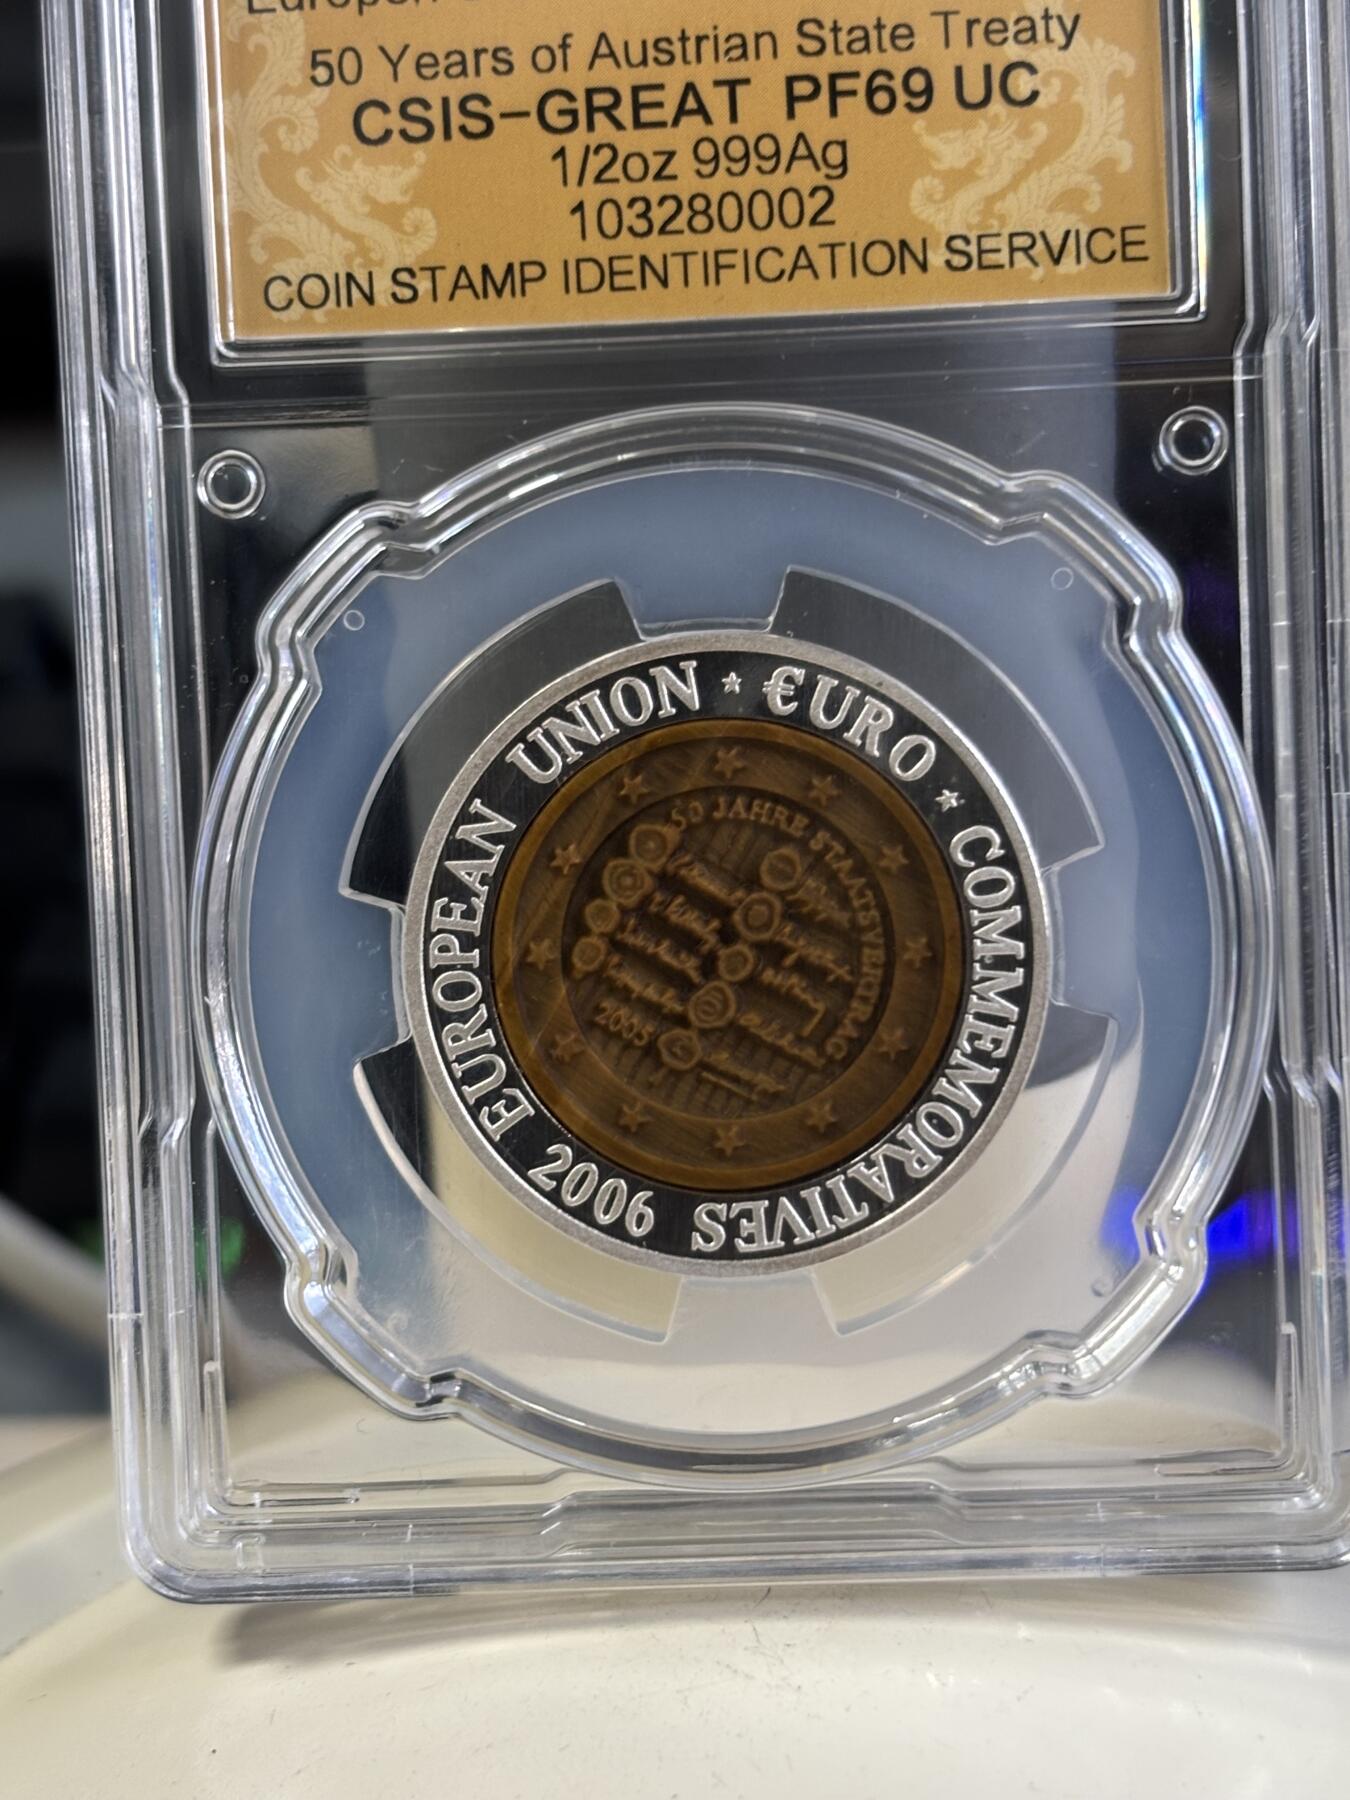 50 Years of Austrian State Treaty
CSIS-GREAT PF69 UC
1/2oz 999Ag
103280002
COIN STAMP IDENTIFICATION SERVICE
2006 EUROPEAN UNION ★ €URO ★ COMMEMORATIVES
50 JAHRE STAATSVERTRAG
2005